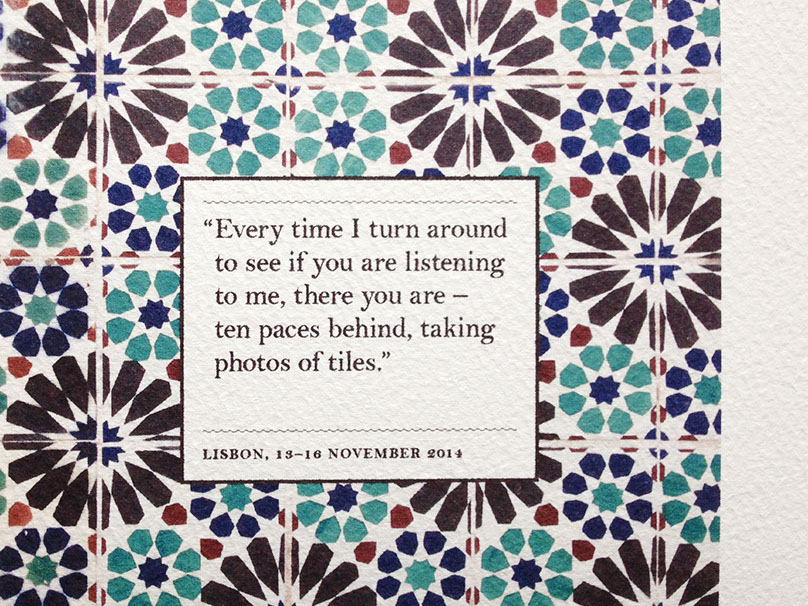 “Every time I turn around
to see if you are listening
to me, there you are –
ten paces behind, taking
photos of tiles.”
LISBON, 13–16 NOVEMBER 2014